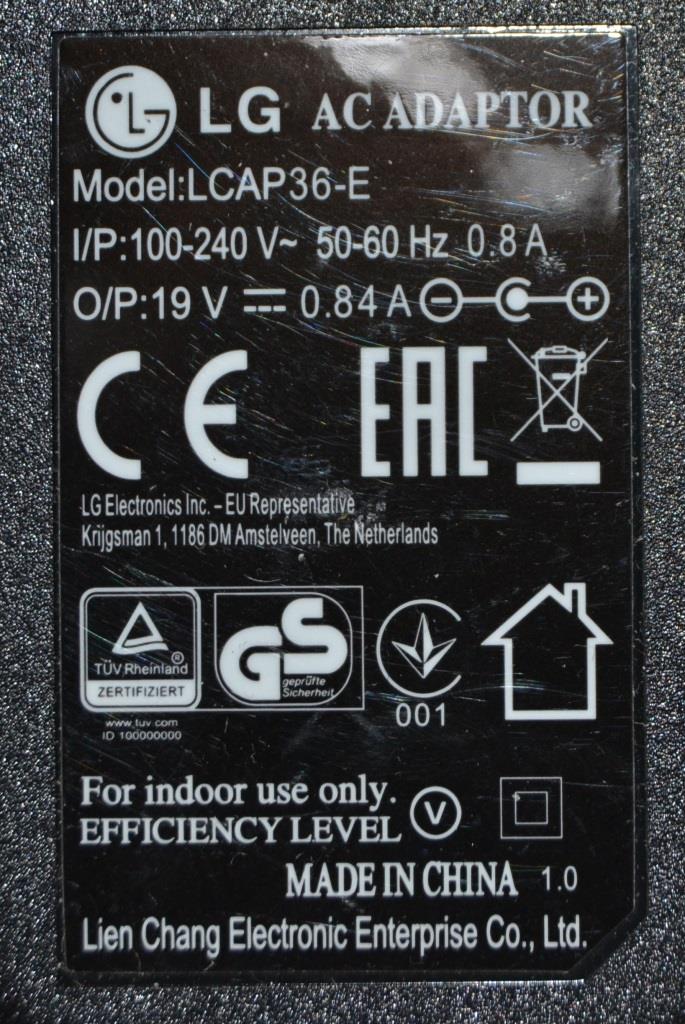 LG AC ADAPTOR
Model:LCAP36-E
I/P:100-240 V~ 50-60 Hz 0.8 A
O/P:19 V ⎓ 0.84 A − +
CE EAC
LG Electronics Inc. – EU Representative
Krijgsman 1, 1186 DM Amstelveen, The Netherlands
TÜV Rheinland ®
ZERTIFIZIERT
www.tuv.com
ID 100000000
GS
geprüfte
Sicherheit
001
For indoor use only.
EFFICIENCY LEVEL V
MADE IN CHINA 1.0
Lien Chang Electronic Enterprise Co., Ltd.